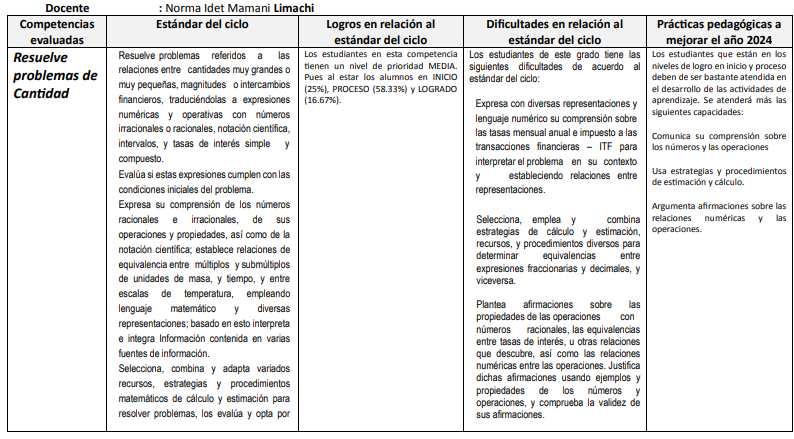 Docente : Norma Idet Mamani Limachi
Competencias
evaluadas
Estándar del ciclo
Logros en relación al
estándar del ciclo
Dificultades en relación al
estándar del ciclo
Prácticas pedagógicas a
mejorar el año 2024
Resuelve
problemas de
Cantidad
Resuelve problemas referidos a las
relaciones entre cantidades muy grandes o
muy pequeñas, magnitudes o intercambios
financieros, traduciéndolas a expresiones
numéricas y operativas con números
irracionales o racionales, notación científica,
intervalos, y tasas de interés simple y
compuesto.
Evalúa si estas expresiones cumplen con las
condiciones iniciales del problema.
Expresa su comprensión de los números
racionales e irracionales, de sus
operaciones y propiedades, así como de la
notación científica; establece relaciones de
equivalencia entre múltiplos y submúltiplos
de unidades de masa, y tiempo, y entre
escalas de temperatura, empleando
lenguaje matemático y diversas
representaciones; basado en esto interpreta
e integra Información contenida en varias
fuentes de información.
Selecciona, combina y adapta variados
recursos, estrategias y procedimientos
matemáticos de cálculo y estimación para
resolver problemas, los evalúa y opta por
Los estudiantes en esta competencia
tienen un nivel de prioridad MEDIA.
Pues al estar los alumnos en INICIO
(25%), PROCESO (58.33%) y LOGRADO
(16.67%).
Los estudiantes de este grado tiene las
siguientes dificultades de acuerdo al
estándar del ciclo:
Expresa con diversas representaciones y
lenguaje numérico su comprensión sobre
las tasas mensual anual e impuesto a las
transacciones financieras – ITF para
interpretar el problema en su contexto
y estableciendo relaciones entre
representaciones.
Selecciona, emplea y combina
estrategias de cálculo y estimación,
recursos, y procedimientos diversos para
determinar equivalencias entre
expresiones fraccionarias y decimales, y
viceversa.
Plantea afirmaciones sobre las
propiedades de las operaciones con
números racionales, las equivalencias
entre tasas de interés, u otras relaciones
que descubre, así como las relaciones
numéricas entre las operaciones. Justifica
dichas afirmaciones usando ejemplos y
propiedades de los números y
operaciones, y comprueba la validez de
sus afirmaciones.
Los estudiantes que están en los
niveles de logro en inicio y proceso
deben de ser bastante atendida en
el desarrollo de las actividades de
aprendizaje. Se atenderá más las
siguientes capacidades:
Comunica su comprensión sobre
los números y las operaciones
Usa estrategias y procedimientos
de estimación y cálculo.
Argumenta afirmaciones sobre las
relaciones numéricas y las
operaciones.